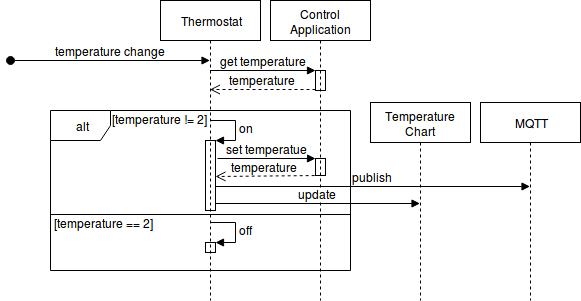 Thermostat
Control
Application
temperature change
get temperature
temperature
alt
[temperature != 2]
on
Temperature
Chart
MQTT
set temperatue
temperature
publish
update
[temperature == 2]
off